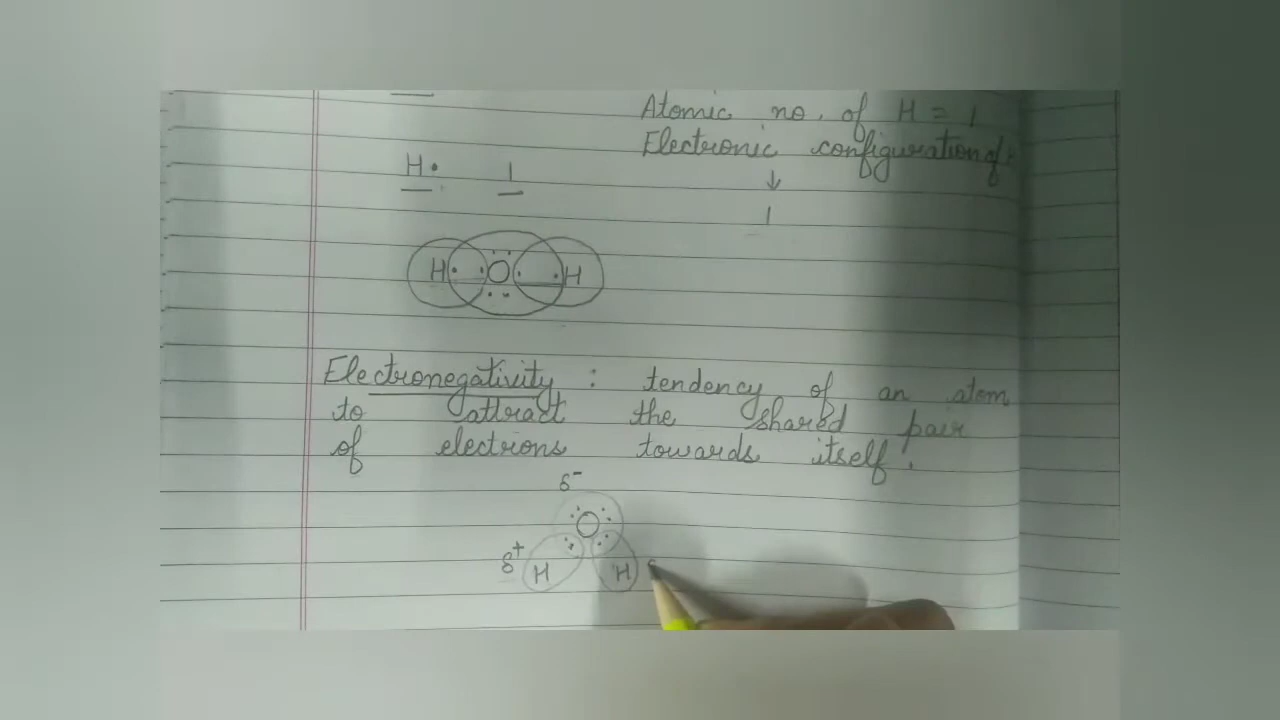 Atomic no. of H = 1
Electronic configuration of
H• 1
↓
1
H O H
Electronegativity : tendency of an atom
to attract the shared pair
of electrons towards itself.
δ-
O
δ+ H H